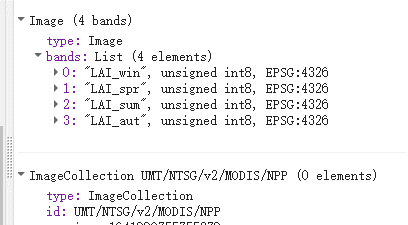 Image (4 bands)
type: Image
bands: List (4 elements)
0: "LAI_win", unsigned int8, EPSG:4326
1: "LAI_spr", unsigned int8, EPSG:4326
2: "LAI_sum", unsigned int8, EPSG:4326
3: "LAI_aut", unsigned int8, EPSG:4326
ImageCollection UMT/NTSG/v2/MODIS/NPP (0 elements)
type: ImageCollection
id: UMT/NTSG/v2/MODIS/NPP